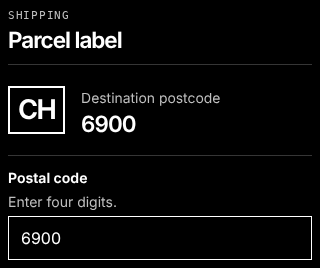 SHIPPING
Parcel label
CH
Destination postcode
6900
Postal code
Enter four digits.
6900